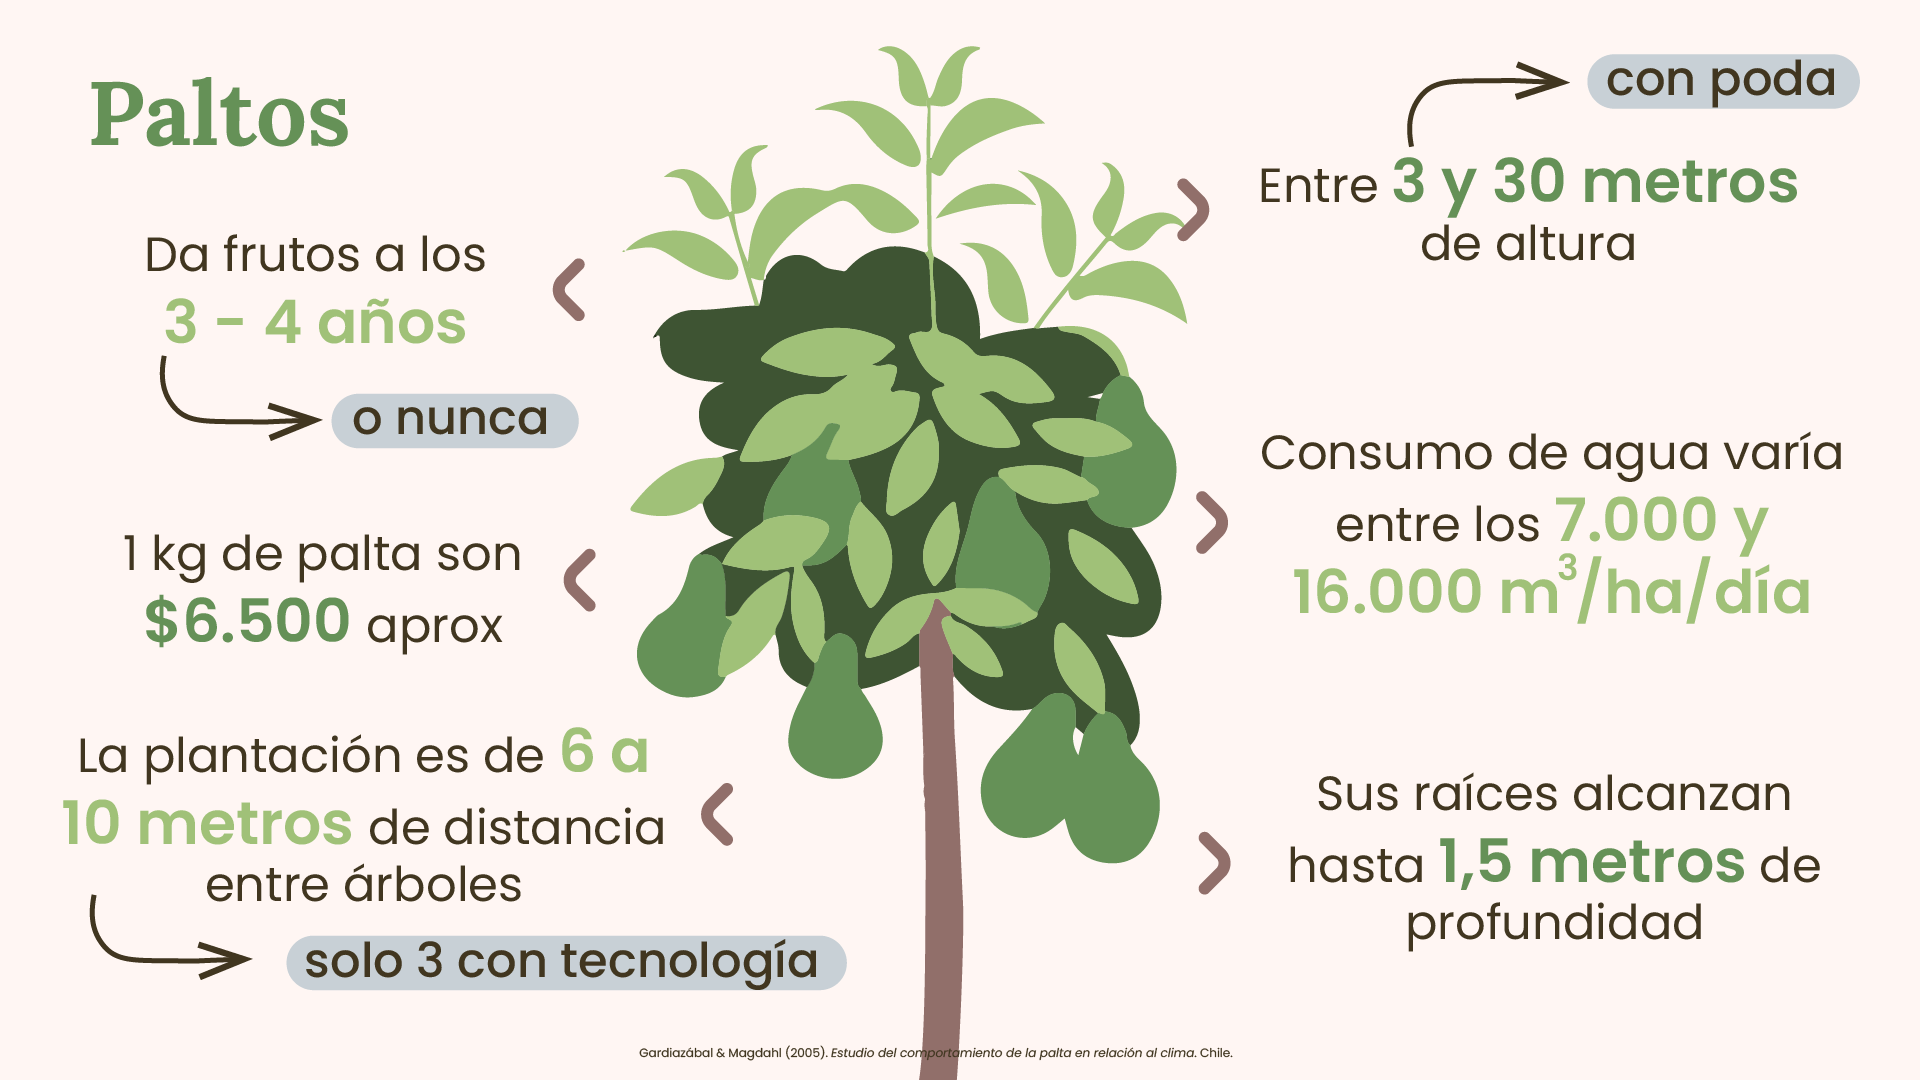 Paltos
Da frutos a los
3 - 4 años
o nunca
1 kg de palta son
$6.500 aprox
La plantación es de 6 a
10 metros de distancia
entre árboles
solo 3 con tecnología
con poda
Entre 3 y 30 metros
de altura
Consumo de agua varía
entre los 7.000 y
16.000 m³/ha/día
Sus raíces alcanzan
hasta 1,5 metros de
profundidad
Gardiazábal & Magdahl (2005). Estudio del comportamiento de la palta en relación al clima. Chile.